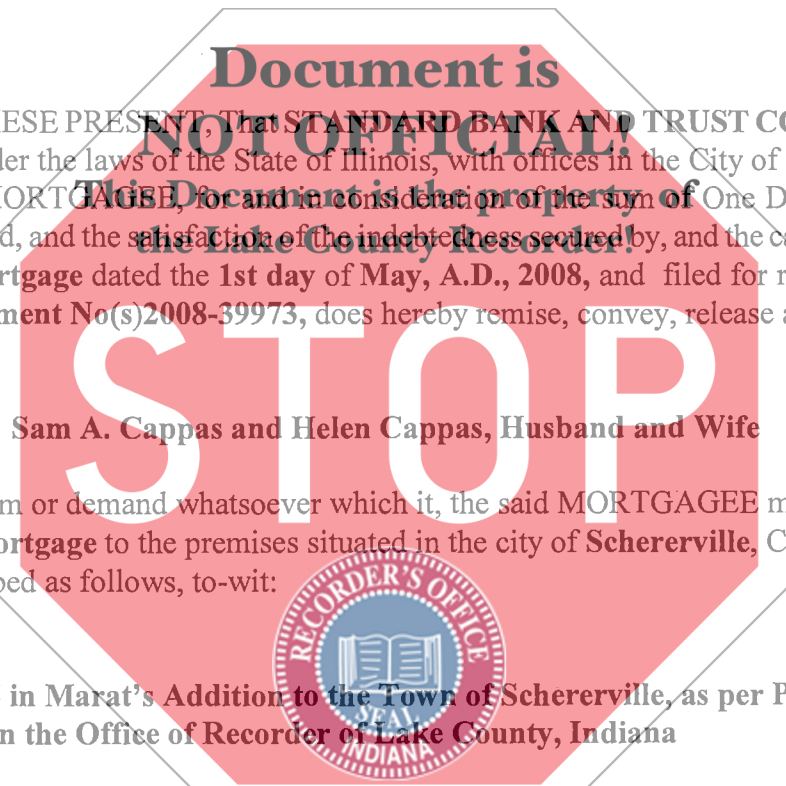 Document is
ESE PRESENT, That STANDARD BANK AND TRUST CO
NOT OFFICIAL!
der the laws of the State of Illinois, with offices in the City of
MORTGAGEE, for and in consideration of the sum of One D
This Document is the property of
d, and the satisfaction of the indebtedness secured by, and the ca
the Lake County Recorder!
rtgage dated the 1st day of May, A.D., 2008, and filed for r
ment No(s)2008-39973, does hereby remise, convey, release a
STOP
Sam A. Cappas and Helen Cappas, Husband and Wife
m or demand whatsoever which it, the said MORTGAGEE m
ortgage to the premises situated in the city of Schererville, C
bed as follows, to-wit:
RECORDER'S OFFICE
in Marat's Addition to the Town of Schererville, as per P
SEAL
n the Office of Recorder of Lake County, Indiana
INDIANA